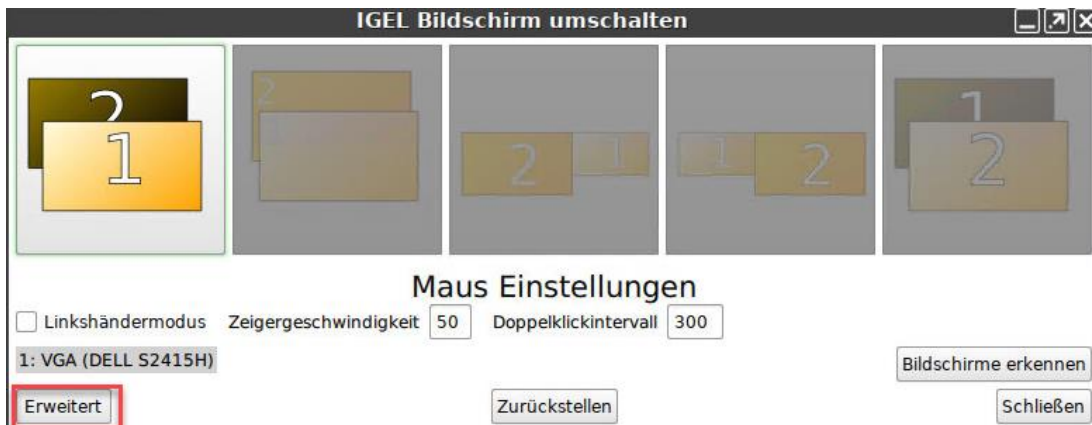 IGEL Bildschirm umschalten
2
1
2
2
1
1
2
1
2
Maus Einstellungen
Linkshändermodus Zeigergeschwindigkeit 50 Doppelklickintervall 300
1: VGA (DELL S2415H)
Bildschirme erkennen
Erweitert Zurückstellen Schließen